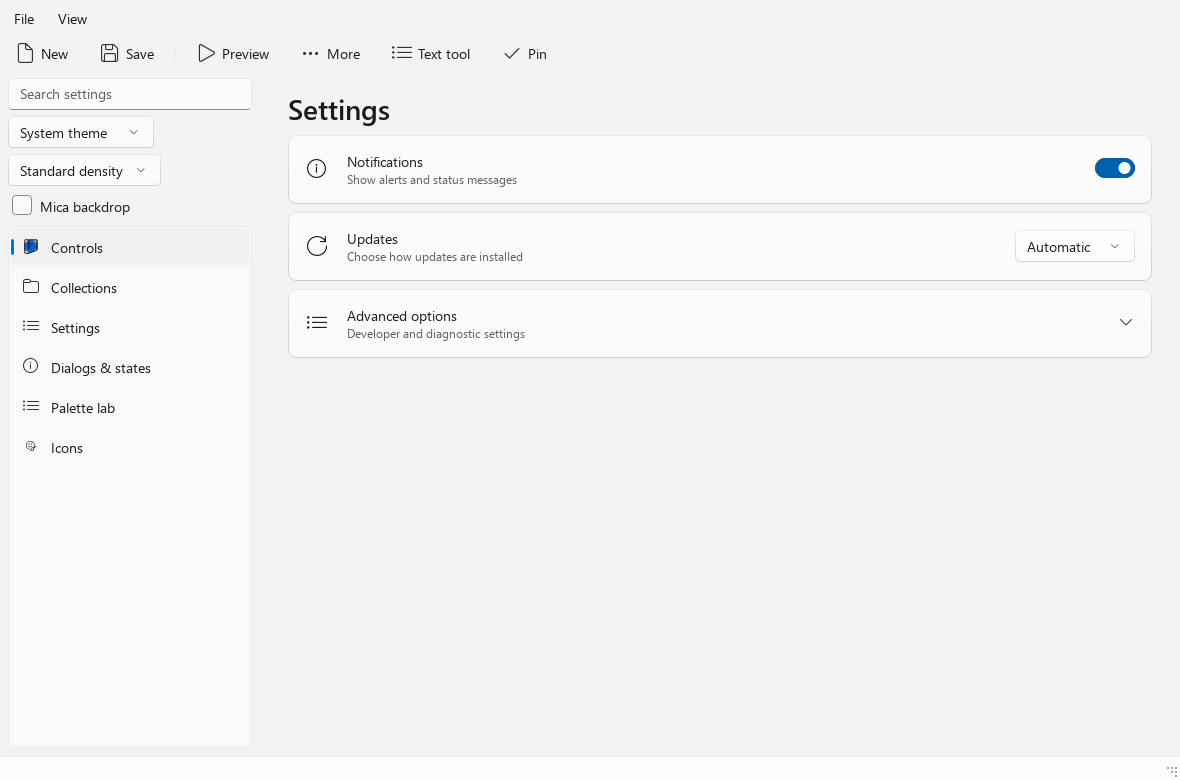 File View
New Save Preview More Text tool Pin
Search settings
System theme
Standard density
Mica backdrop
Controls
Collections
Settings
Dialogs & states
Palette lab
Icons
Settings
Notifications
Show alerts and status messages
Updates
Choose how updates are installed
Automatic
Advanced options
Developer and diagnostic settings